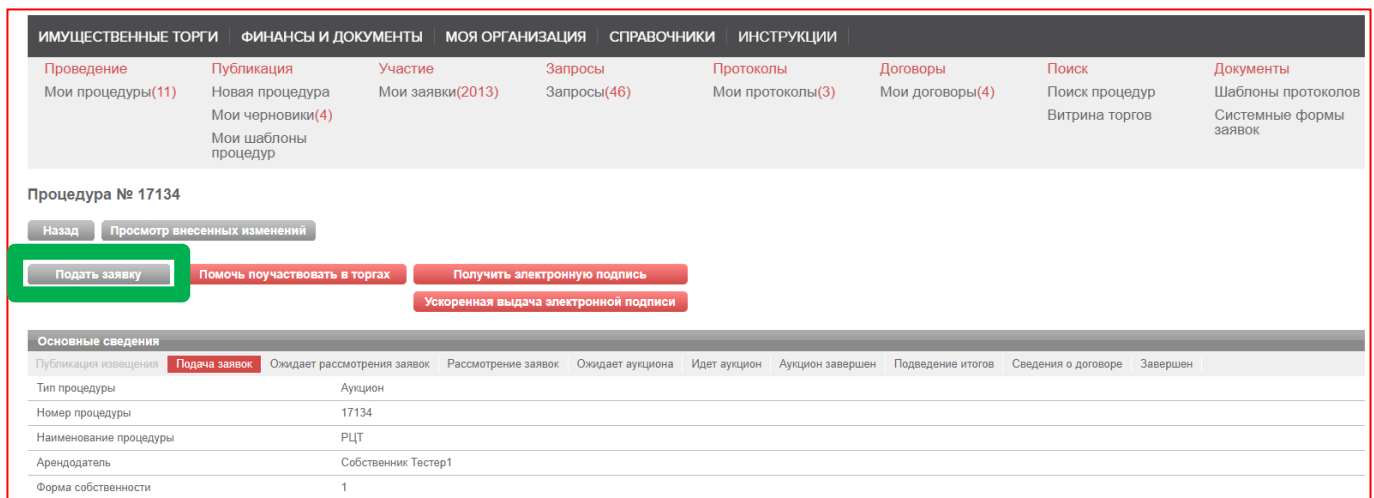 ИМУЩЕСТВЕННЫЕ ТОРГИ ФИНАНСЫ И ДОКУМЕНТЫ МОЯ ОРГАНИЗАЦИЯ СПРАВОЧНИКИ ИНСТРУКЦИИ
Проведение Публикация Участие Запросы Протоколы Договоры Поиск Документы
Мои процедуры(11) Новая процедура Мои заявки(2013) Запросы(46) Мои протоколы(3) Мои договоры(4) Поиск процедур Шаблоны протоколов
Мои черновики(4) Витрина торгов Системные формы
заявок
Мои шаблоны
процедур
Процедура № 17134
Назад Просмотр внесенных изменений
Подать заявку Помочь поучаствовать в торгах Получить электронную подпись
Ускоренная выдача электронной подписи
Основные сведения
Публикация извещения Подача заявок Ожидает рассмотрения заявок Рассмотрение заявок Ожидает аукциона Идет аукцион Аукцион завершен Подведение итогов Сведения о договоре Завершен
Тип процедуры Аукцион
Номер процедуры 17134
Наименование процедуры РЦТ
Арендодатель Собственник Тестер1
Форма собственности 1